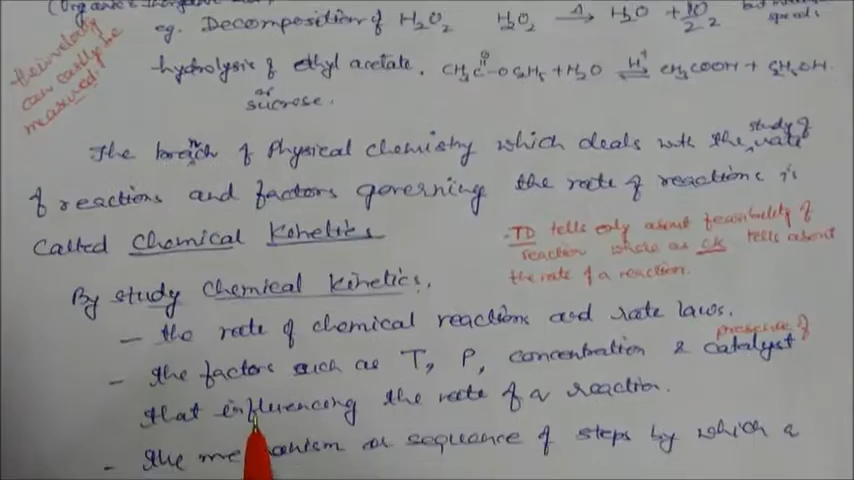 (Organic &
eg. Decomposition of H2O2 H2O2 →Δ H2O + 1/2 O2 but
their velocity
can easily be
measured.
hydrolysis of ethyl acetate. CH3C-OC2H5 + H2O ⇌ H+ CH3COOH + C2H5OH.
or
sucrose.
The branch of Physical chemistry which deals with the study of rate
of reactions and factors governing the rate of reactions is
called Chemical Kinetics
TD tells only about feasibility of
reaction where as CK tells about
the rate of a reaction.
By study Chemical Kinetics.
- the rate of chemical reactions and rate laws.
- the factors such as T, P, concentration & presence of catalyst
that influencing the rate of a reaction.
- the mechanism or sequence of steps by which a